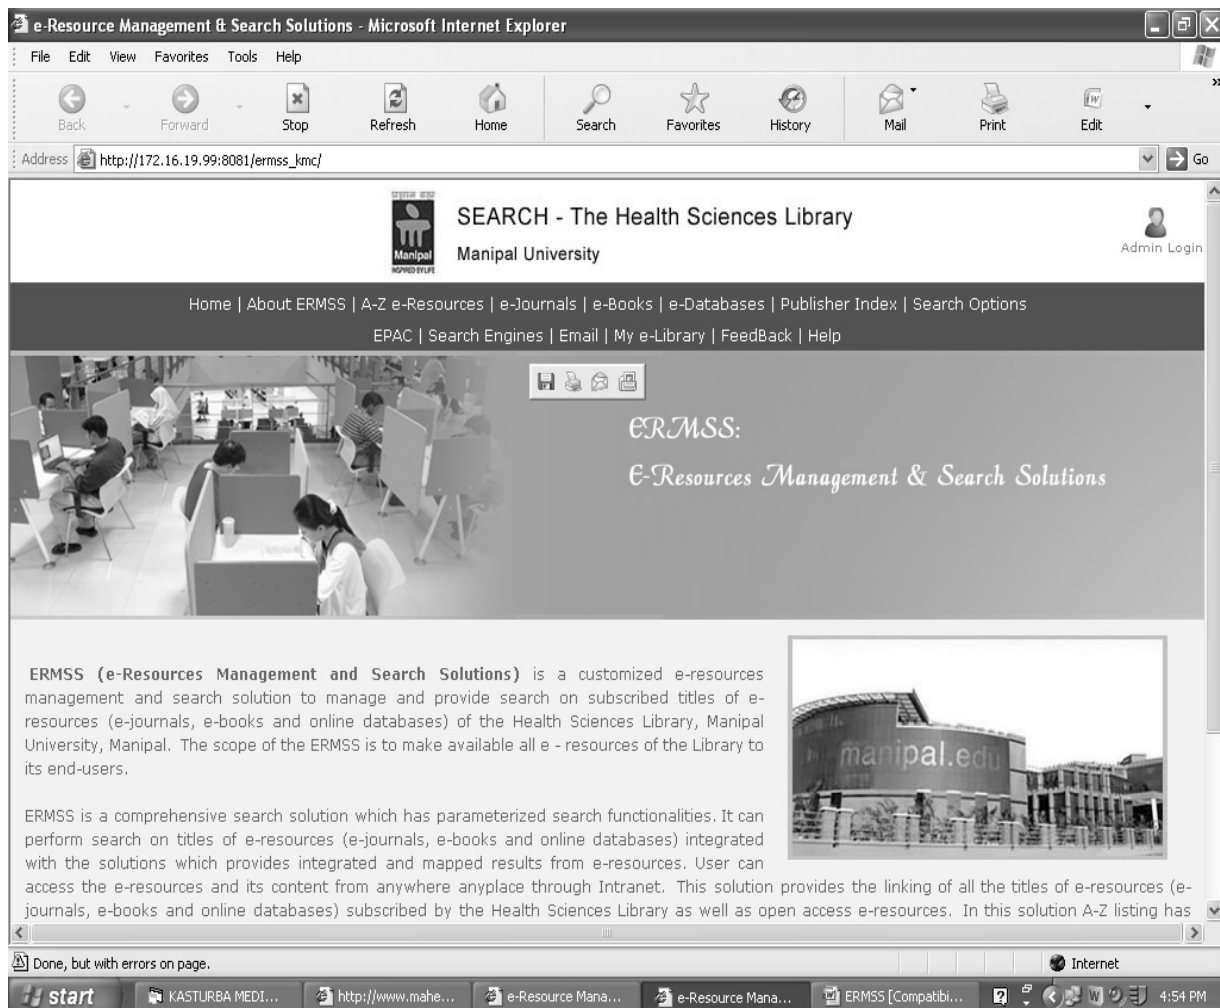 e-Resource Management & Search Solutions - Microsoft Internet Explorer
File Edit View Favorites Tools Help
Back Forward Stop Refresh Home Search Favorites History Mail Print Edit
Address http://172.16.19.99:8081/ermss_kmc/ Go
SEARCH - The Health Sciences Library
Manipal University
Manipal
INSPIRED BY LIFE
Admin Login
Home | About ERMSS | A-Z e-Resources | e-Journals | e-Books | e-Databases | Publisher Index | Search Options
EPAC | Search Engines | Email | My e-Library | FeedBack | Help
ERMSS:
E-Resources Management & Search Solutions
ERMSS (e-Resources Management and Search Solutions) is a customized e-resources
management and search solution to manage and provide search on subscribed titles of e-
resources (e-journals, e-books and online databases) of the Health Sciences Library, Manipal
University, Manipal. The scope of the ERMSS is to make available all e - resources of the Library to
its end-users.
manipal.edu
ERMSS is a comprehensive search solution which has parameterized search functionalities. It can
perform search on titles of e-resources (e-journals, e-books and online databases) integrated
with the solutions which provides integrated and mapped results from e-resources. User can
access the e-resources and its content from anywhere anyplace through Intranet. This solution provides the linking of all the titles of e-resources (e-
journals, e-books and online databases) subscribed by the Health Sciences Library as well as open access e-resources. In this solution A-Z listing has
Done, but with errors on page. Internet
start KASTURBA MEDI... http://www.mahe... e-Resource Mana... e-Resource Mana... ERMSS [Compatibi... 4:54 PM